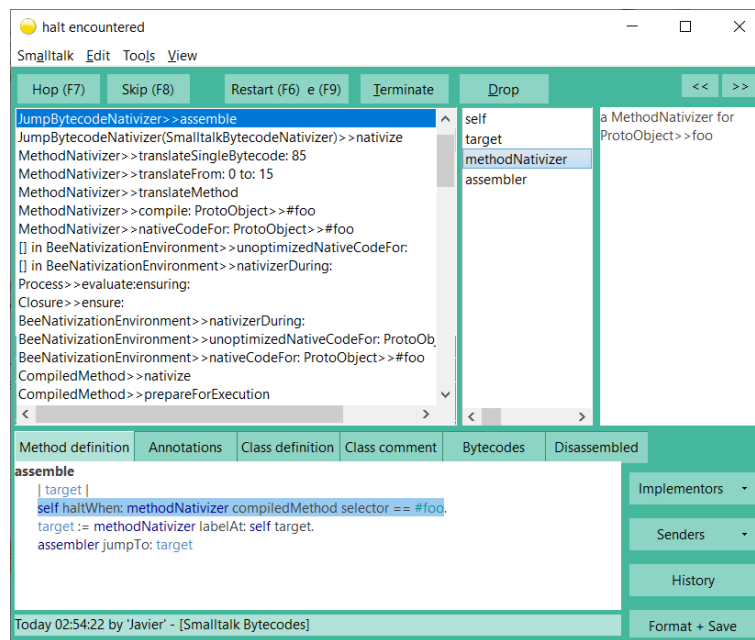 halt encountered
Smalltalk Edit Tools View
Hop (F7) Skip (F8) Restart (F6) e (F9) Terminate Drop << >>
JumpBytecodeNativizer>>assemble
JumpBytecodeNativizer(SmalltalkBytecodeNativizer)>>nativize
MethodNativizer>>translateSingleBytecode: 85
MethodNativizer>>translateFrom: 0 to: 15
MethodNativizer>>translateMethod
MethodNativizer>>compile: ProtoObject>>#foo
MethodNativizer>>nativeCodeFor: ProtoObject>>#foo
[] in BeeNativizationEnvironment>>unoptimizedNativeCodeFor:
[] in BeeNativizationEnvironment>>nativizerDuring:
Process>>evaluate:ensuring:
Closure>>ensure:
BeeNativizationEnvironment>>nativizerDuring:
BeeNativizationEnvironment>>unoptimizedNativeCodeFor: ProtoObj
BeeNativizationEnvironment>>nativeCodeFor: ProtoObject>>#foo
CompiledMethod>>nativize
CompiledMethod>>prepareForExecution
self
target
methodNativizer
assembler
a MethodNativizer for
ProtoObject>>foo
Method definition Annotations Class definition Class comment Bytecodes Disassembled
assemble
| target |
self haltWhen: methodNativizer compiledMethod selector == #foo.
target := methodNativizer labelAt: self target.
assembler jumpTo: target
Implementors
Senders
History
Format + Save
Today 02:54:22 by 'Javier' - [Smalltalk Bytecodes]